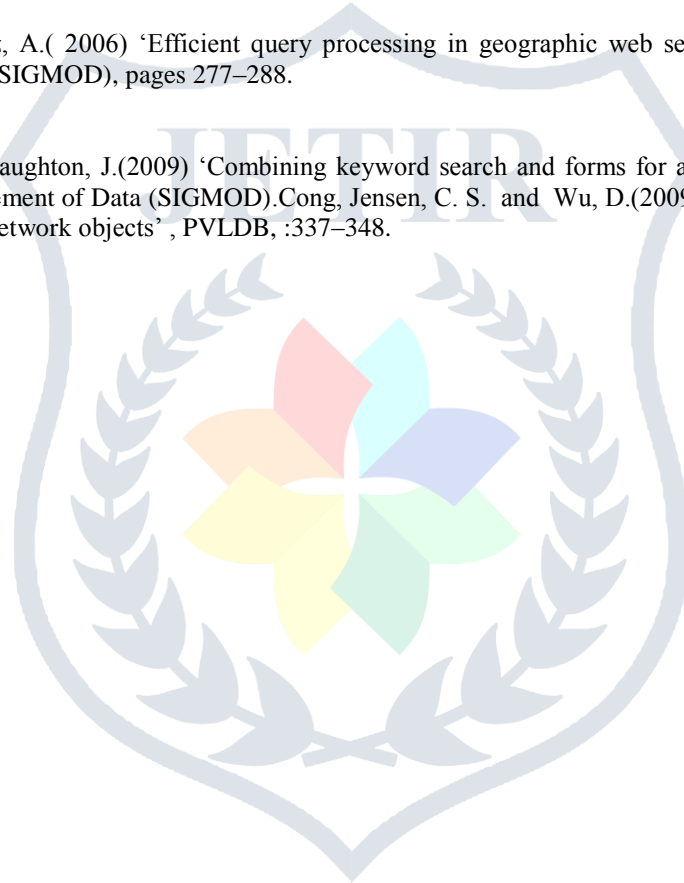 , A.( 2006) ‘Efficient query processing in geographic web se
SIGMOD), pages 277–288.
JETIR
aughton, J.(2009) ‘Combining keyword search and forms for a
ement of Data (SIGMOD).Cong, Jensen, C. S. and Wu, D.(2009
etwork objects’ , PVLDB, :337–348.